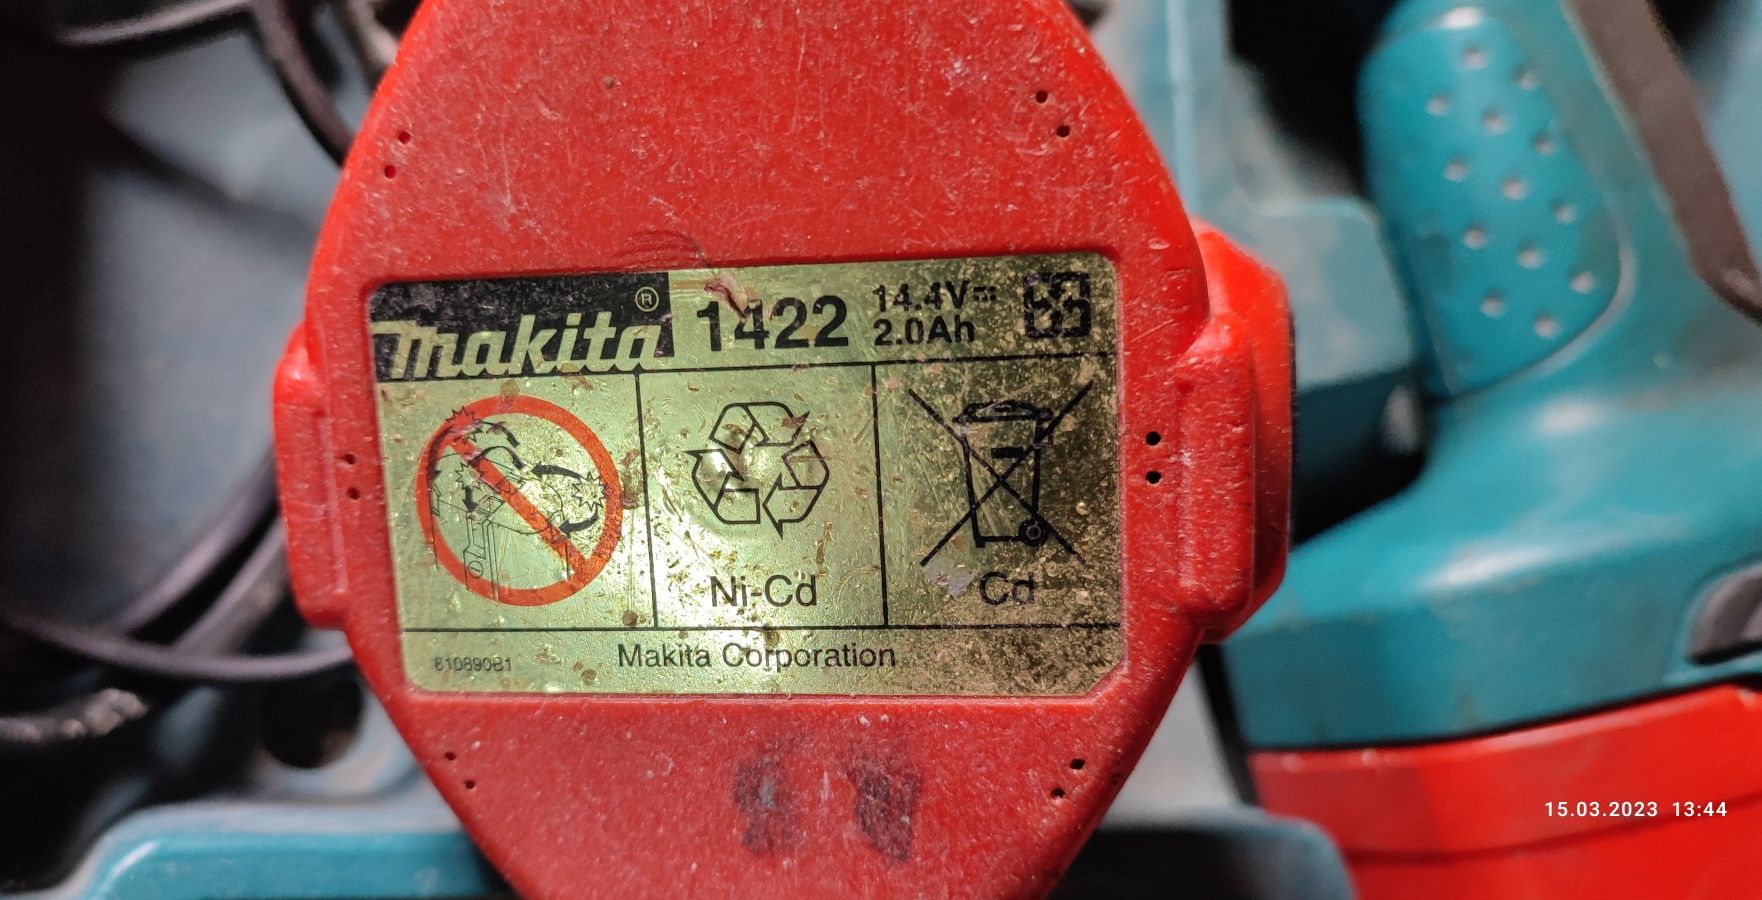 makita® 1422 14.4V
2.0Ah
Ni-Cd
Cd
Makita Corporation
15.03.2023 13:44